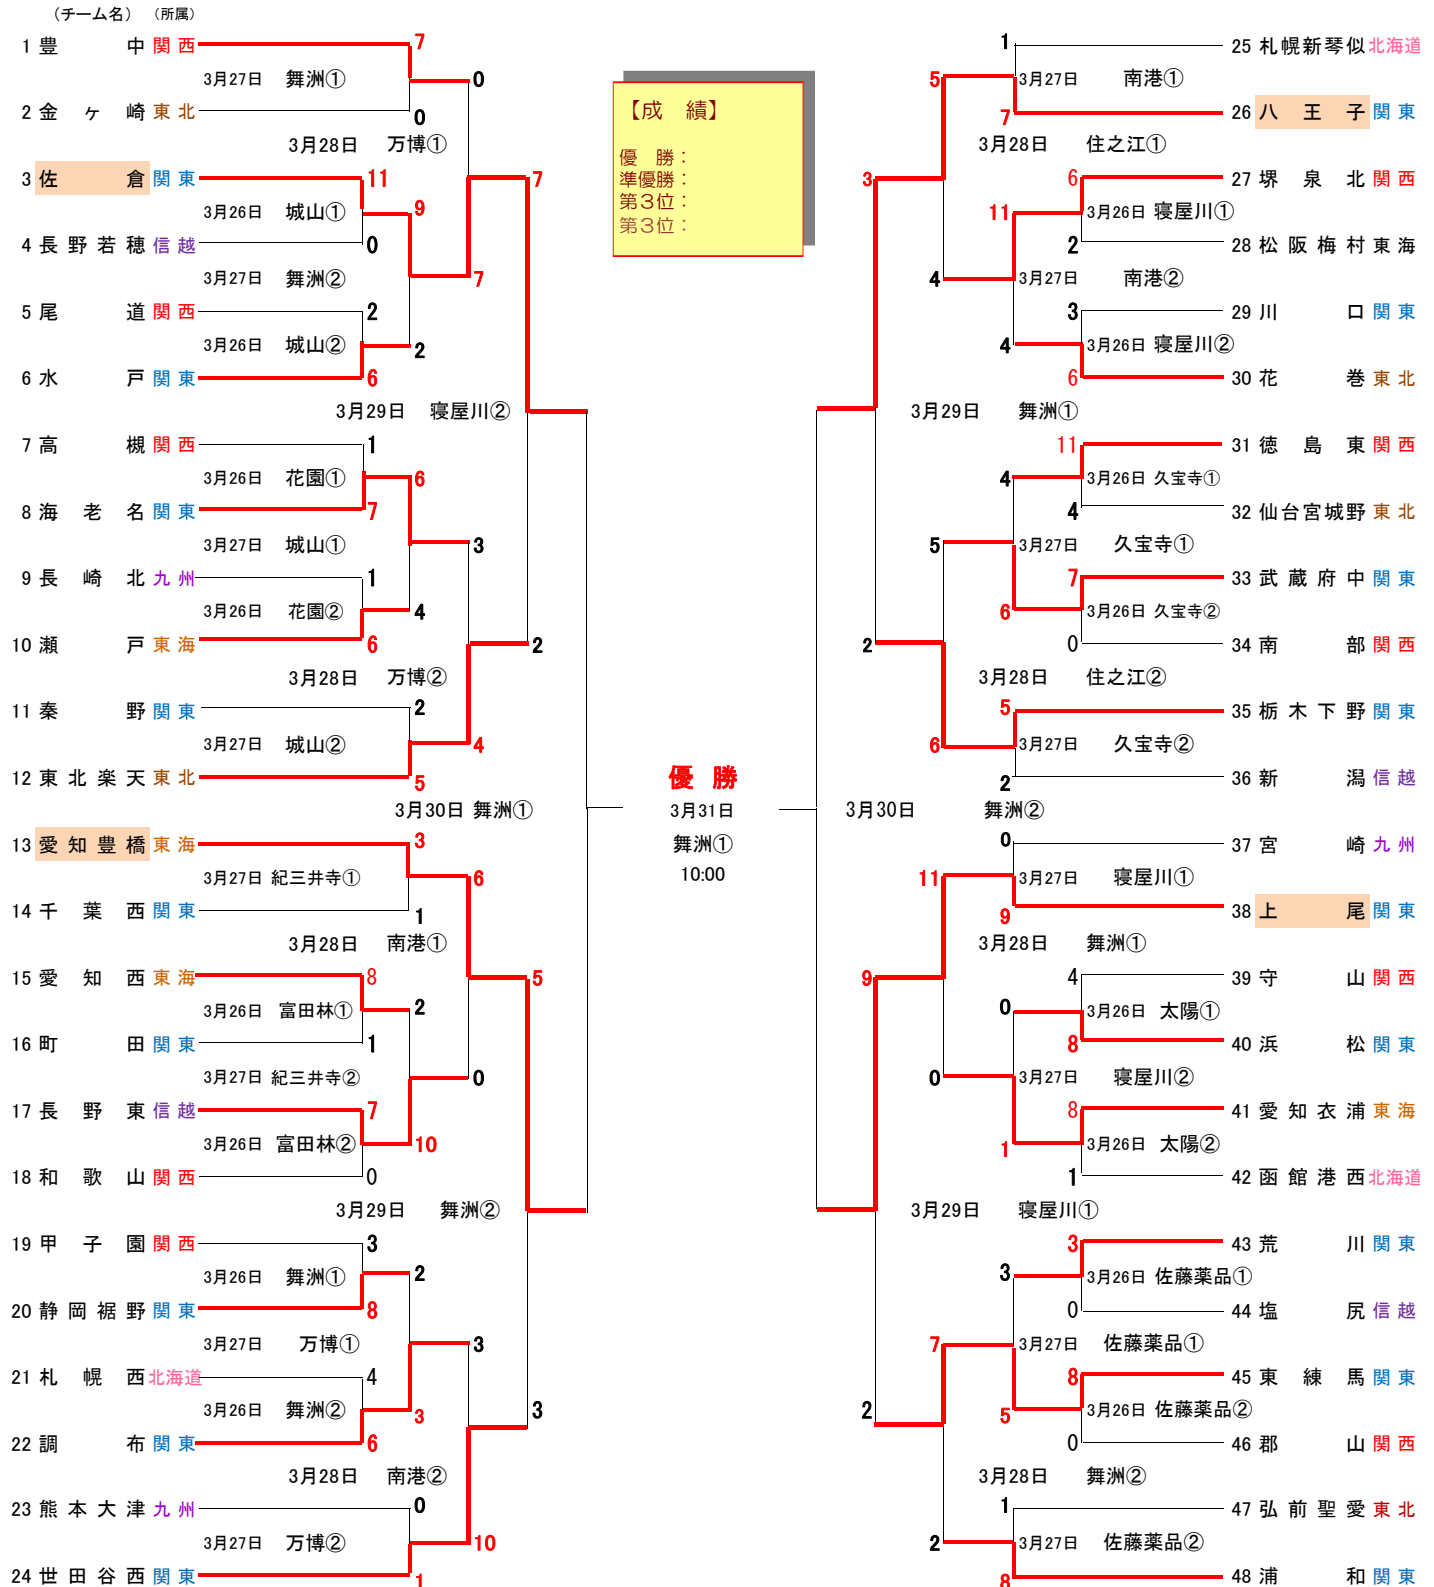 （チーム名）（所属）
1 豊中 関西
7
3月27日 舞洲①
0
2 金ヶ崎 東北
0
3月28日 万博①
3 佐倉 関東
11
7
3月26日 城山①
9
4 長野若穂 信越
0
3月27日 舞洲②
7
5 尾道 関西
2
3月26日 城山②
2
6 水戸 関東
6
3月29日 寝屋川②
7 高槻 関西
1
3月26日 花園①
6
8 海老名 関東
7
3月27日 城山①
3
9 長崎北 九州
1
3月26日 花園②
4
10 瀬戸 東海
6
2
3月28日 万博②
11 秦野 関東
2
3月27日 城山②
4
12 東北楽天 東北
5
3月30日 舞洲①
13 愛知豊橋 東海
3
3月27日 紀三井寺①
6
14 千葉西 関東
1
3月28日 南港①
15 愛知西 東海
8
5
3月26日 富田林①
2
16 町田 関東
1
3月27日 紀三井寺②
0
17 長野東 信越
7
3月26日 富田林②
10
18 和歌山 関西
0
3月29日 舞洲②
19 甲子園 関西
3
3月26日 舞洲①
2
20 静岡裾野 関東
8
3月27日 万博①
3
21 札幌西 北海道
4
3月26日 舞洲②
3
22 調布 関東
6
3
3月28日 南港②
23 熊本大津 九州
0
3月27日 万博②
10
24 世田谷西 関東
1
【成　績】
優　勝：
準優勝：
第３位：
第３位：
優 勝
3月31日
舞洲①
10:00
1
25 札幌新琴似 北海道
5
3月27日 南港①
7
26 八王子 関東
3月28日 住之江①
3
6
27 堺泉北 関西
11
3月26日 寝屋川①
2
28 松阪梅村 東海
4
3月27日 南港②
3
29 川口 関東
4
3月26日 寝屋川②
6
30 花巻 東北
3月29日 舞洲①
11
31 徳島東 関西
4
3月26日 久宝寺①
4
32 仙台宮城野 東北
5
3月27日 久宝寺①
7
33 武蔵府中 関東
6
3月26日 久宝寺②
2
0
34 南部 関西
3月28日 住之江②
5
35 栃木下野 関東
6
3月27日 久宝寺②
2
36 新潟 信越
3月30日 舞洲②
0
37 宮崎 九州
11
3月27日 寝屋川①
9
38 上尾 関東
3月28日 舞洲①
9
4
39 守山 関西
0
3月26日 太陽①
8
40 浜松 関東
0
3月27日 寝屋川②
8
41 愛知衣浦 東海
1
3月26日 太陽②
1
42 函館港西 北海道
3月29日 寝屋川①
3
43 荒川 関東
3
3月26日 佐藤薬品①
0
44 塩尻 信越
7
3月27日 佐藤薬品①
8
45 東練馬 関東
5
3月26日 佐藤薬品②
2
0
46 郡山 関西
3月28日 舞洲②
1
47 弘前聖愛 東北
2
3月27日 佐藤薬品②
8
48 浦和 関東